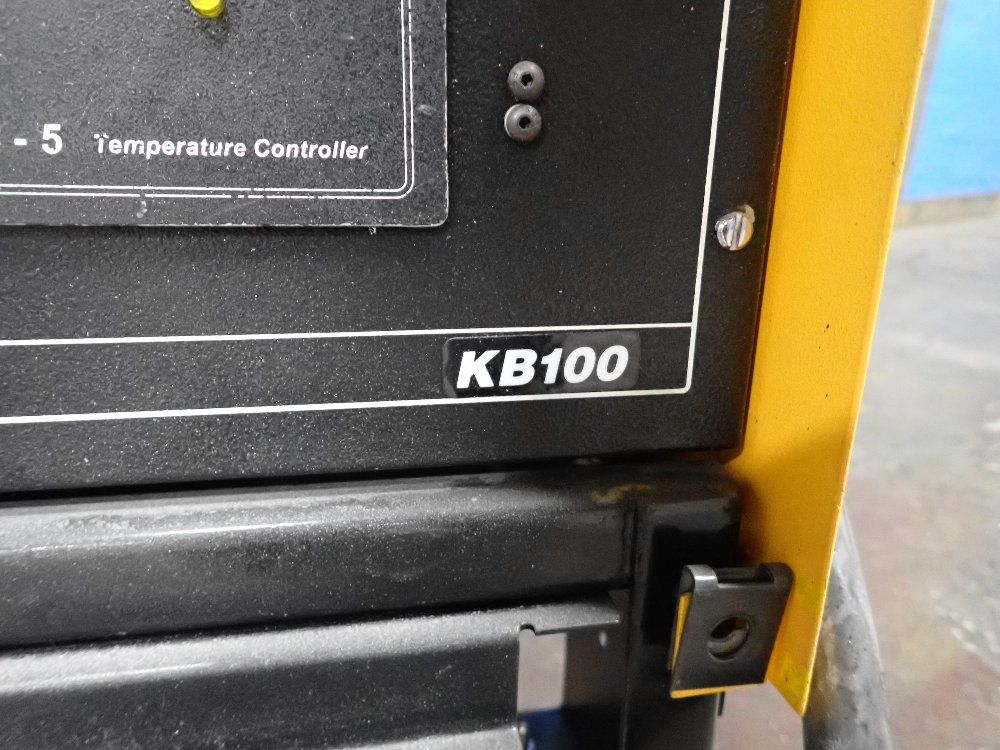 - 5 Temperature Controller
KB100